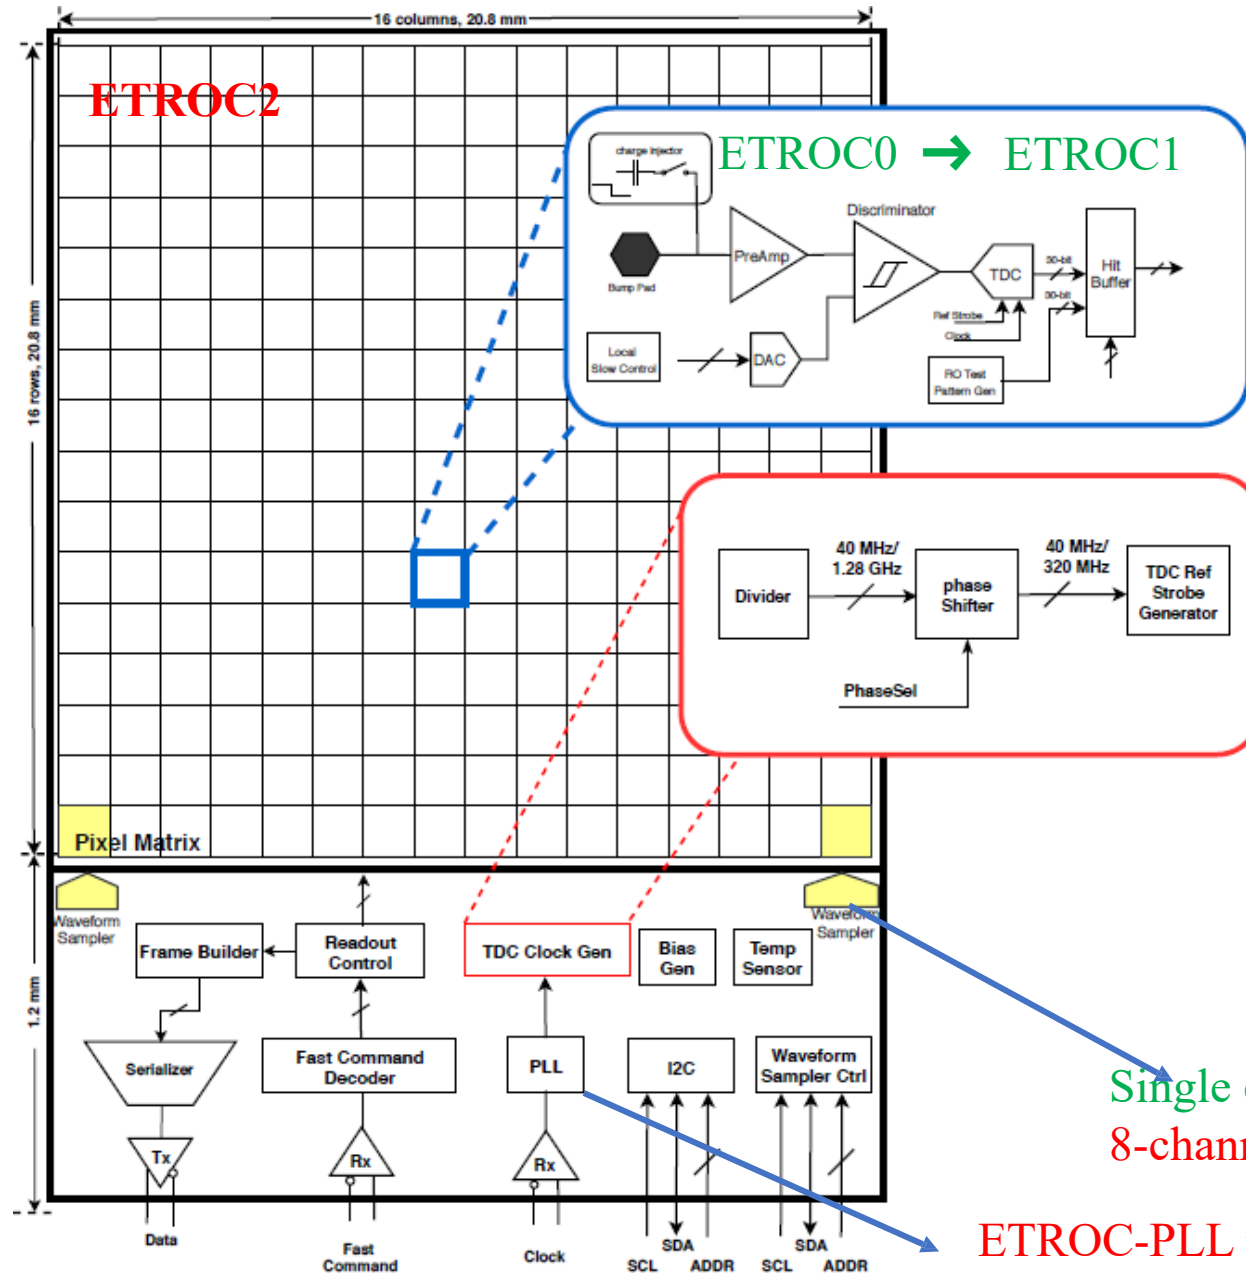 16 columns, 20.8 mm
ETROC2
16 rows, 20.8 mm
ETROC0 → ETROC1
charge injector
Discriminator
PreAmp
Bump Pad
TDC
30-bit
30-bit
Hit
Buffer
Ref Strobe
Clock
Local
Slow Control
DAC
RO Test
Pattern Gen
40 MHz/
1.28 GHz
40 MHz/
320 MHz
Divider
phase
Shifter
TDC Ref
Strobe
Generator
PhaseSel
Pixel Matrix
1.2 mm
Waveform
Sampler
Waveform
Sampler
Frame Builder
Readout
Control
TDC Clock Gen
Bias
Gen
Temp
Sensor
Serializer
Fast Command
Decoder
PLL
I2C
Waveform
Sampler Ctrl
Single
8-chann
Tx
Rx
Rx
ETROC-PLL
Data
Fast
Command
Clock
SCL
SDA
ADDR
SCL
SDA
ADDR